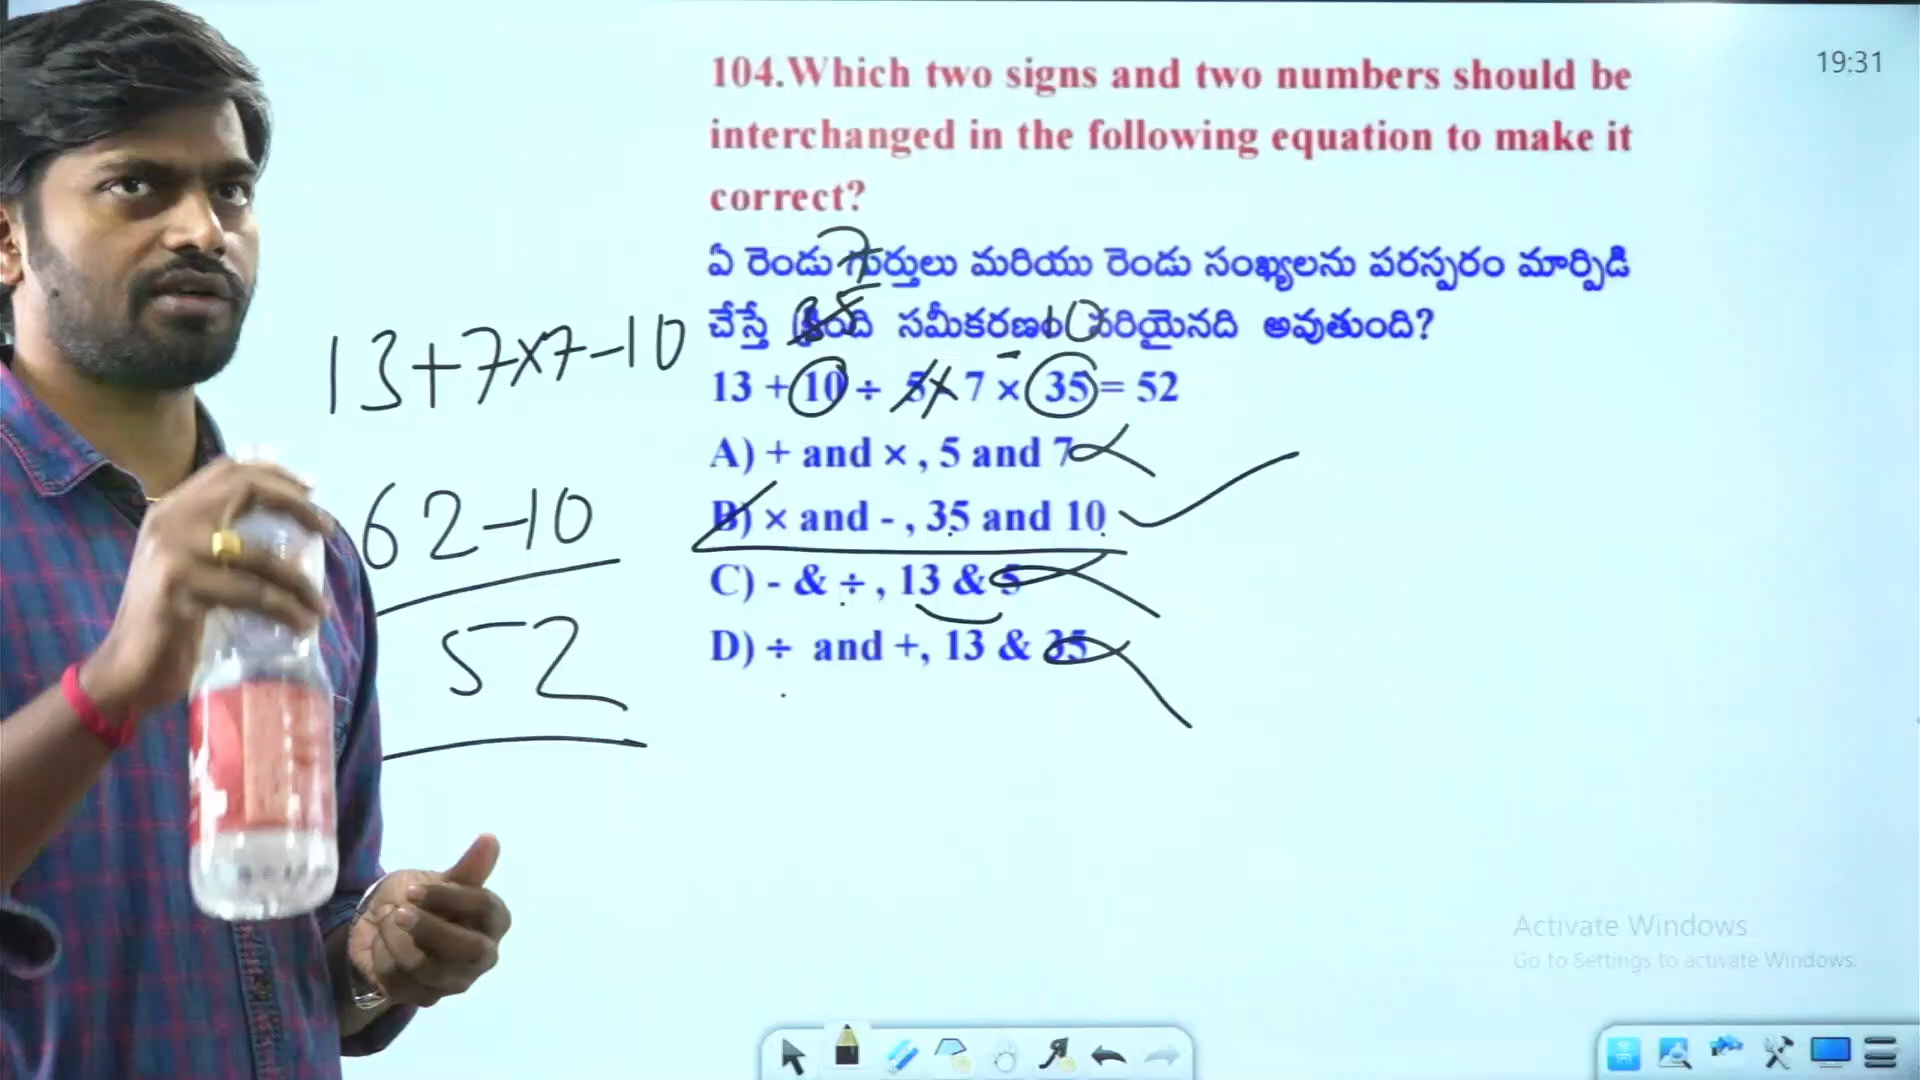 19:31
104.Which two signs and two numbers should be
interchanged in the following equation to make it
correct?
ఏ రెండు గుర్తులు మరియు రెండు సంఖ్యలను పరస్పరం మార్పిడి
చేస్తే క్రింది సమీకరణం సరియైనది అవుతుంది?
7
35
10
13 + 10 ÷ 5 - 7 × 35 = 52
A) + and × , 5 and 7
B) × and - , 35 and 10
C) - & ÷ , 13 & 5
D) ÷ and +, 13 & 35
13+7×7-10
62-10
52
Activate Windows
Go to Settings to activate Windows.